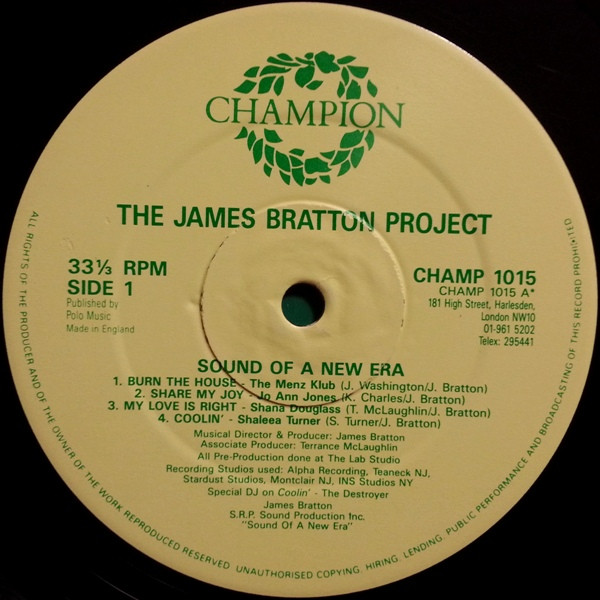 CHAMPION
THE JAMES BRATTON PROJECT
33⅓ RPM
SIDE 1
Published by
Polo Music
Made in England
CHAMP 1015
CHAMP 1015 A*
181 High Street, Harlesden,
London NW10
01-961 5202
Telex: 295441
SOUND OF A NEW ERA
1. BURN THE HOUSE - The Menz Klub (J. Washington/J. Bratton)
2. SHARE MY JOY - Jo Ann Jones (K. Charles/J. Bratton)
3. MY LOVE IS RIGHT - Shana Douglass (T. McLaughlin/J. Bratton)
4. COOLIN' - Shaleea Turner (S. Turner/J. Bratton)
Musical Director & Producer: James Bratton
Associate Producer: Terrance McLaughlin
All Pre-Production done at The Lab Studio
Recording Studios used: Alpha Recording, Teaneck NJ,
Stardust Studios, Montclair NJ, INS Studios NY
Special DJ on Coolin' - The Destroyer
James Bratton
S.R.P. Sound Production Inc.
"Sound Of A New Era"
ALL RIGHTS OF THE PRODUCER AND OF THE OWNER OF THE WORK REPRODUCED RESERVED. UNAUTHORISED COPYING, HIRING, LENDING, PUBLIC PERFORMANCE AND BROADCASTING OF THIS RECORD PROHIBITED